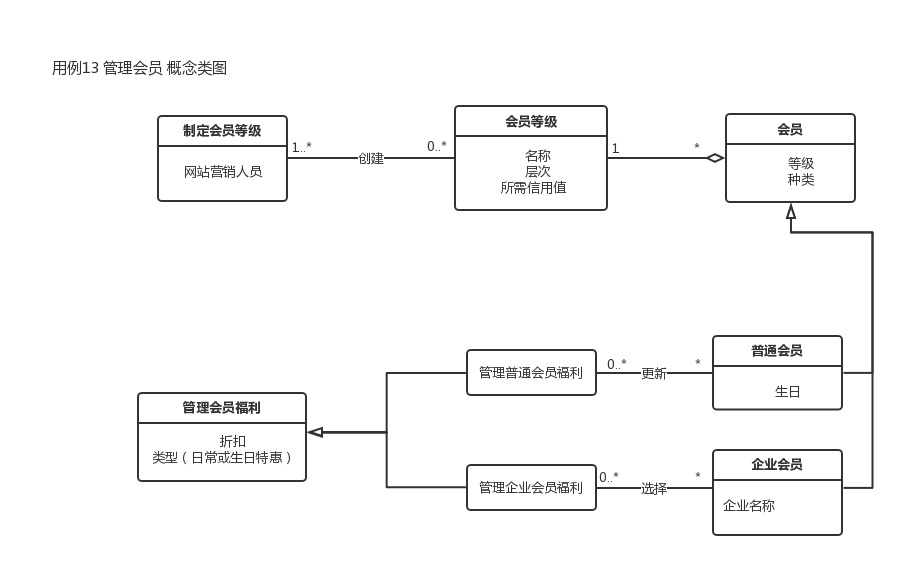 用例13 管理会员 概念类图
制定会员等级
网站营销人员
1..*
创建
0..*
会员等级
名称
层次
所需信用值
1
*
会员
等级
种类
管理会员福利
折扣
类型（日常或生日特惠）
管理普通会员福利
0..*
更新
*
普通会员
生日
管理企业会员福利
0..*
选择
*
企业会员
企业名称